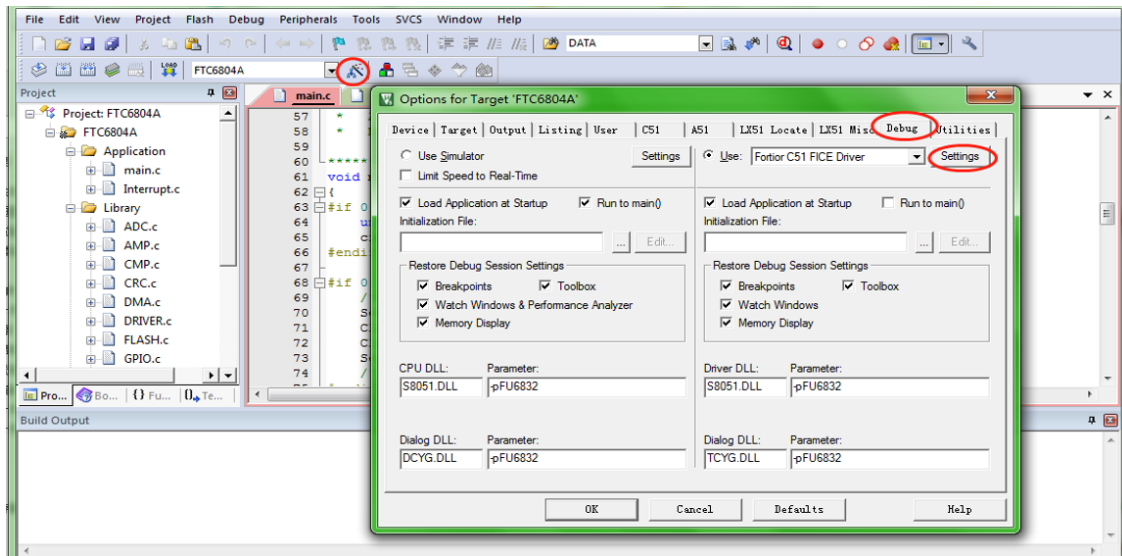 File Edit View Project Flash Debug Peripherals Tools SVCS Window Help
DATA
LOAD
FTC6804A
Project
Project: FTC6804A
FTC6804A
Application
main.c
Interrupt.c
Library
ADC.c
AMP.c
CMP.c
CRC.c
DMA.c
DRIVER.c
FLASH.c
GPIO.c
Pro... Bo... {} Fu... Te...
main.c
57 *
58 *
59
60 *****
61 void
62 {
63 #if 0
64
65
66 #endi
67
68 #if 0
69 /
70 S
71 C
72 C
73 S
74 /
Options for Target 'FTC6804A'
Device Target Output Listing User C51 A51 LX51 Locate LX51 Misc Debug Utilities
Use Simulator Settings
Limit Speed to Real-Time
Use: Fortior C51 FICE Driver Settings
Load Application at Startup Run to main()
Initialization File:
... Edit...
Load Application at Startup Run to main()
Initialization File:
... Edit...
Restore Debug Session Settings
Breakpoints Toolbox
Watch Windows & Performance Analyzer
Memory Display
Restore Debug Session Settings
Breakpoints Toolbox
Watch Windows
Memory Display
CPU DLL: Parameter:
S8051.DLL -pFU6832
Driver DLL: Parameter:
S8051.DLL -pFU6832
Dialog DLL: Parameter:
DCYG.DLL -pFU6832
Dialog DLL: Parameter:
TCYG.DLL -pFU6832
OK Cancel Defaults Help
Build Output